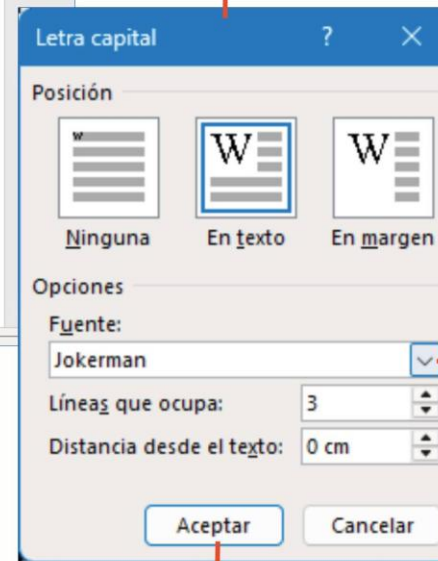 Letra capital ? ×
Posición
W W W
Ninguna En texto En margen
Opciones
Fuente:
Jokerman
Líneas que ocupa: 3
Distancia desde el texto: 0 cm
Aceptar Cancelar